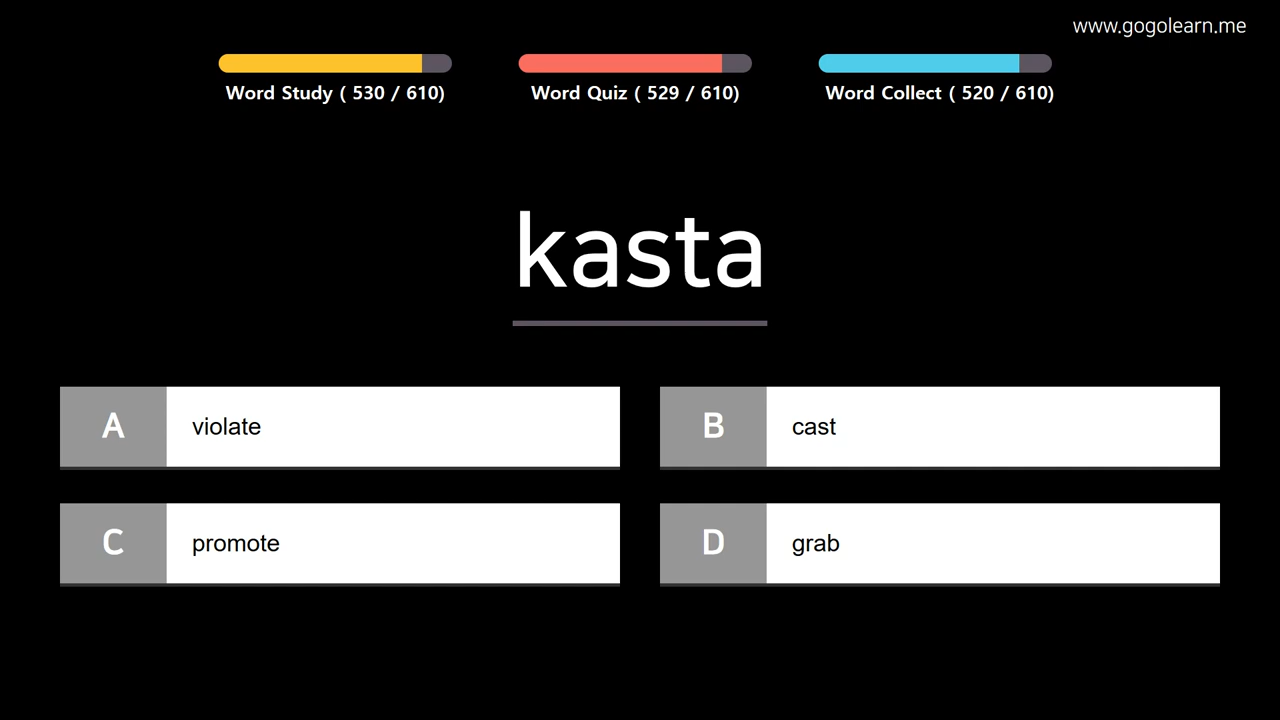 www.gogolearn.me
Word Study ( 530 / 610)
Word Quiz ( 529 / 610)
Word Collect ( 520 / 610)
kasta
A violate
B cast
C promote
D grab